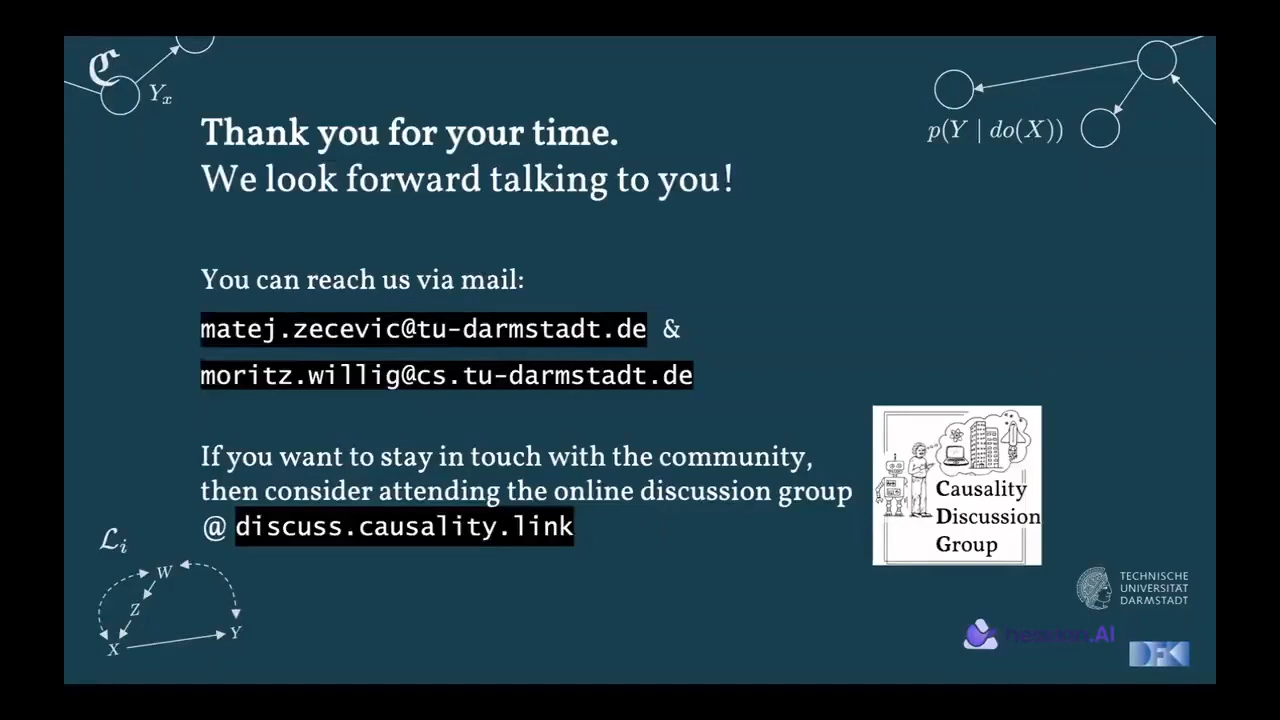 ℭ
Yₓ
p(Y | do(X))
Thank you for your time.
We look forward talking to you!
You can reach us via mail:
matej.zecevic@tu-darmstadt.de &
moritz.willig@cs.tu-darmstadt.de
If you want to stay in touch with the community,
then consider attending the online discussion group
@ discuss.causality.link
Causality
Discussion
Group
ℒᵢ
W
Z
X
Y
TECHNISCHE
UNIVERSITÄT
DARMSTADT
hessian.AI
DFK